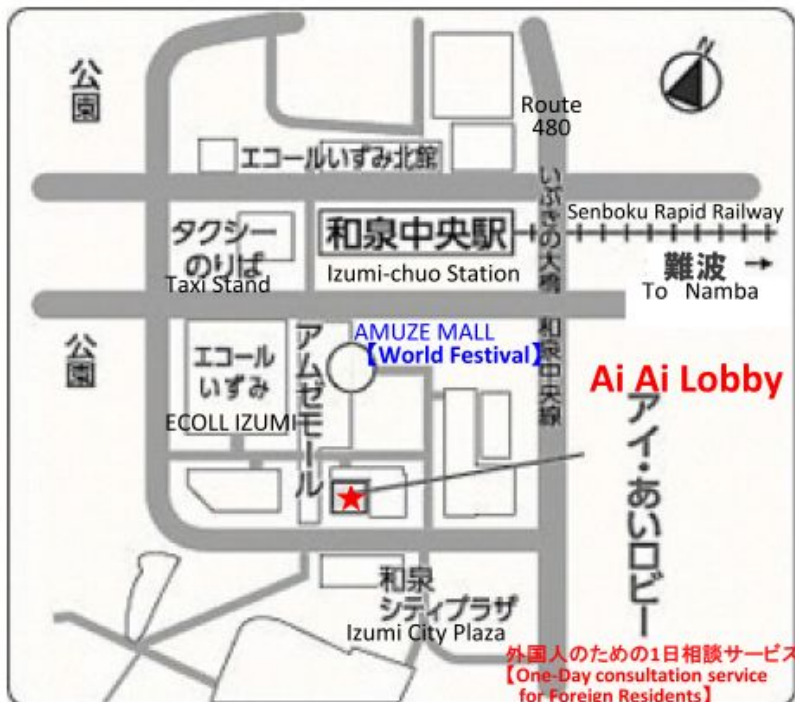 N
公園
Route
480
エコールいずみ北館
いぶきの大橋
Senboku Rapid Railway
タクシー
のりば
Taxi Stand
和泉中央駅
Izumi-chuo Station
難波→
To Namba
公園
エコール
いずみ
ECOLL IZUMI
アムゼモール
AMUZE MALL
【World Festival】
和泉中央線
Ai Ai Lobby
アイ・あいロビー
和泉
シティプラザ
Izumi City Plaza
外国人のための1日相談サービス
【One-Day consultation service
for Foreign Residents】